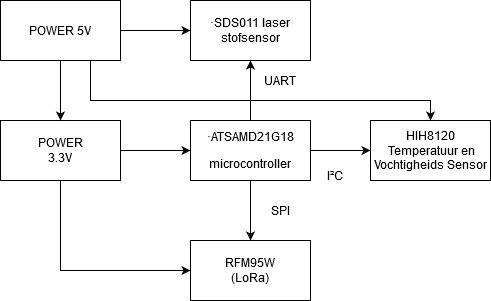 POWER 5V
·SDS011 laser
stofsensor
UART
POWER
3.3V
·ATSAMD21G18
microcontroller
I²C
HIH8120
Temperatuur en
Vochtigheids Sensor
SPI
RFM95W
(LoRa)